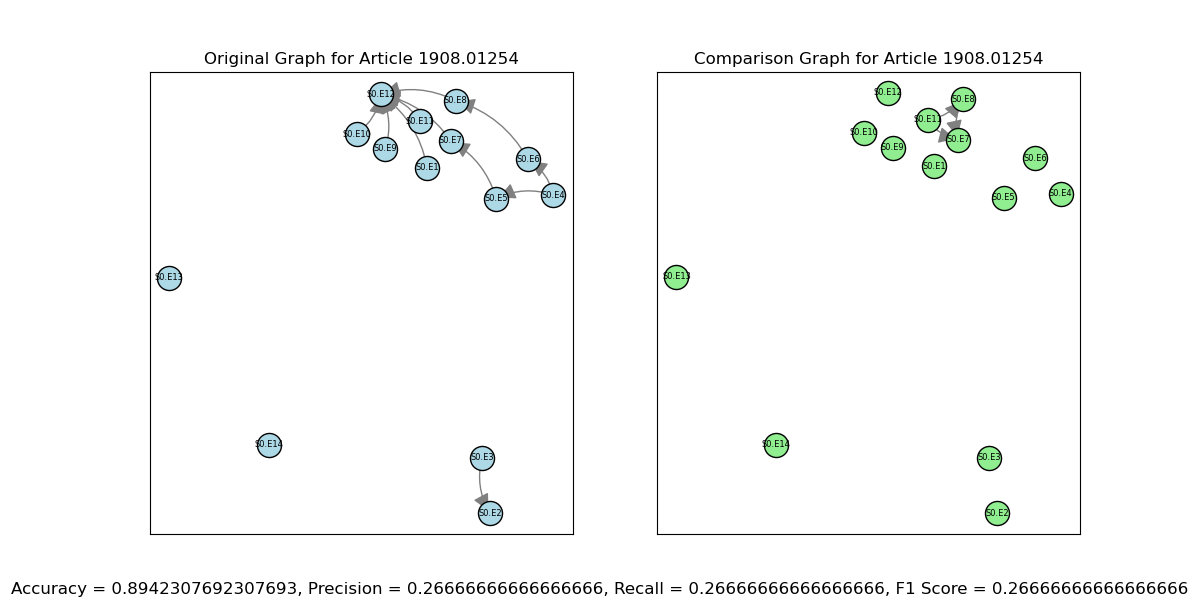 Original Graph for Article 1908.01254
Comparison Graph for Article 1908.01254
S0.E12
S0.E8
S0.E11
S0.E10
S0.E7
S0.E9
S0.E6
S0.E1
S0.E4
S0.E5
S0.E13
S0.E14
S0.E3
S0.E2
S0.E12
S0.E8
S0.E11
S0.E10
S0.E7
S0.E9
S0.E6
S0.E1
S0.E4
S0.E5
S0.E13
S0.E14
S0.E3
S0.E2
Accuracy = 0.8942307692307693, Precision = 0.26666666666666666, Recall = 0.26666666666666666, F1 Score = 0.26666666666666666